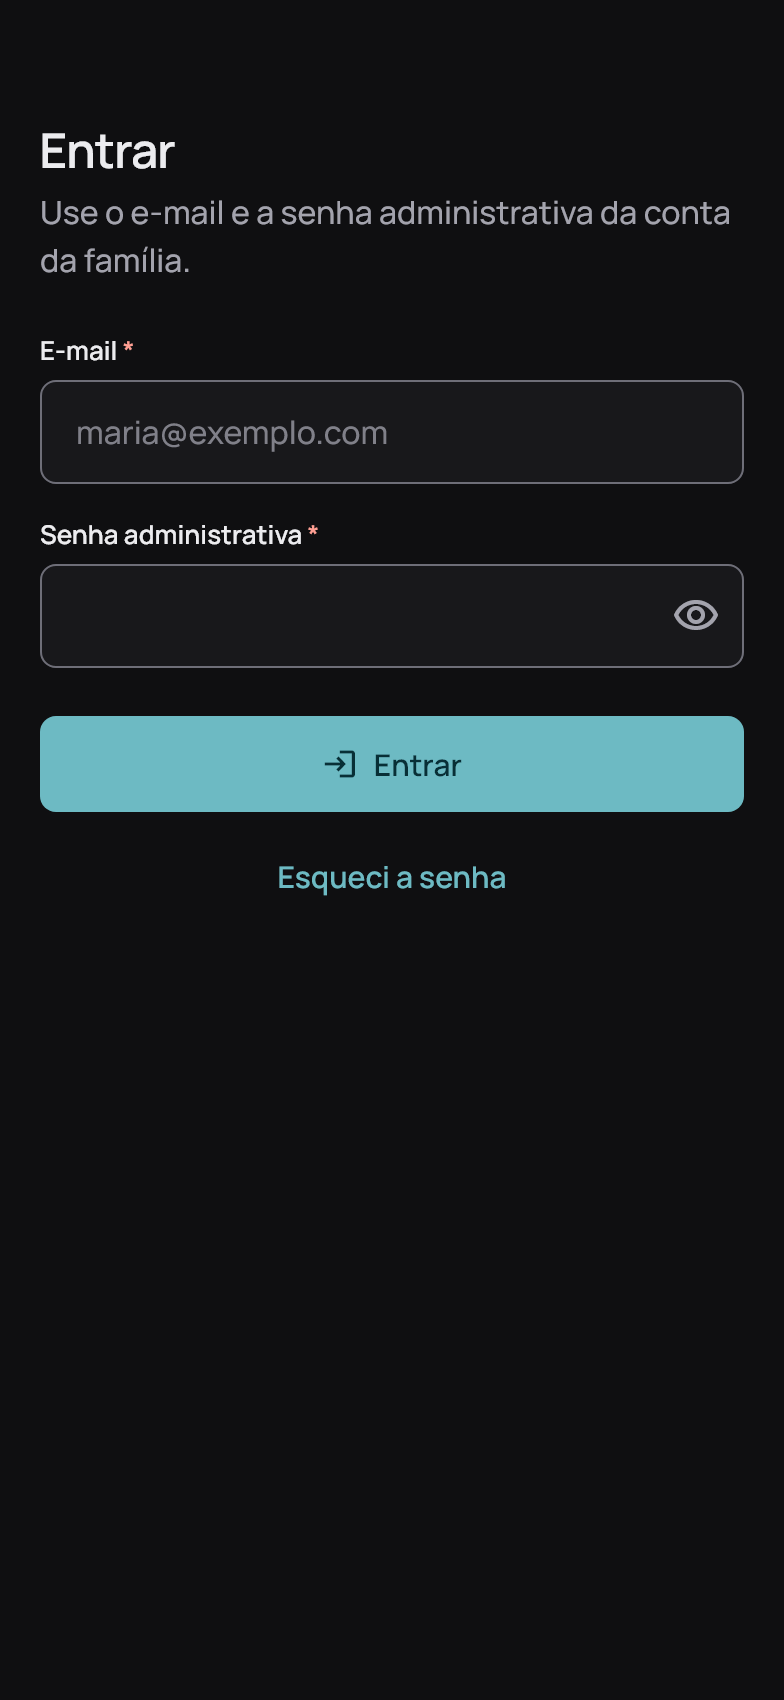 Entrar
Use o e-mail e a senha administrativa da conta
da família.
E-mail *
maria@exemplo.com
Senha administrativa *
Entrar
Esqueci a senha